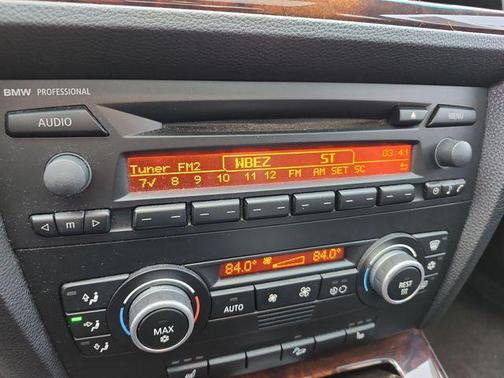 BMW PROFESSIONAL
AUDIO
MENU
WBEZ ST
Tuner FM2 03:41
7✓ 8 9 10 11 12 FM AM SET SC
m
84.0° 84.0°
AUTO
MAX
REST